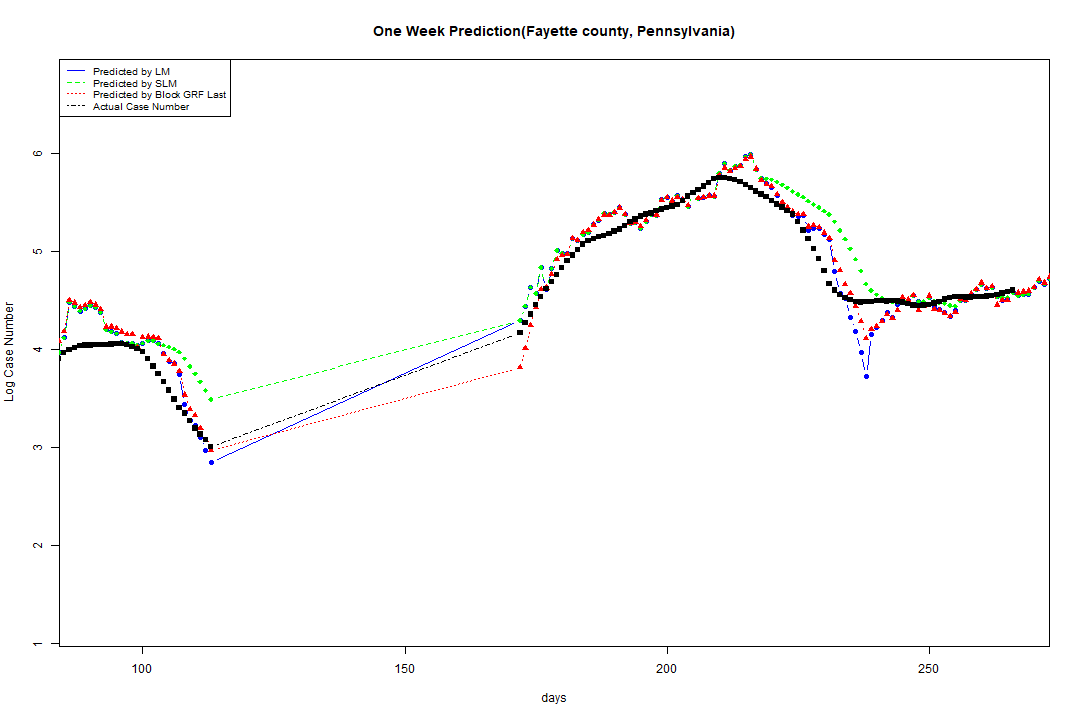 One Week Prediction(Fayette county, Pennsylvania)
Predicted by LM
Predicted by SLM
Predicted by Block GRF Last
Actual Case Number
Log Case Number
6
5
4
3
2
1
100 150 200 250
days